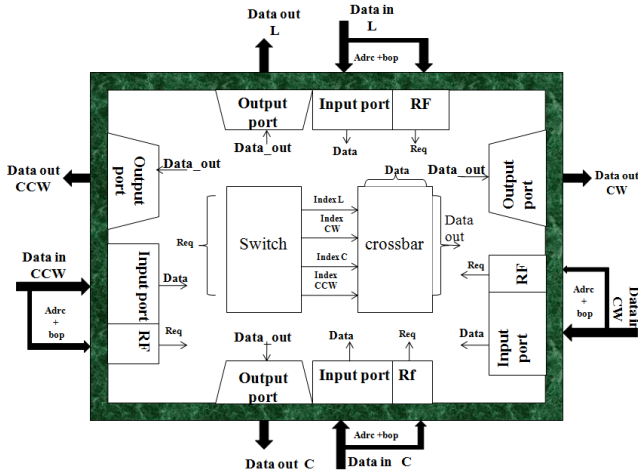 Data out
L
Data in
L
Adrc +bop
Output
port
Input port
RF
Data_out
Data
Req
Data out
CCW
Output
port
Data_out
Data
Data_out
Output
port
Data out
CW
Req
Switch
Index L
Index
CW
Index C
Index
CCW
crossbar
Data
out
Data in
CCW
Adrc
+
bop
Input port
Data
RF
Req
Req
RF
Data
Input
port
Adrc
+
bop
Data in
CW
Data_out
Data
Req
Output
port
Input port
Rf
Adrc+bop
Data out C
Data in C